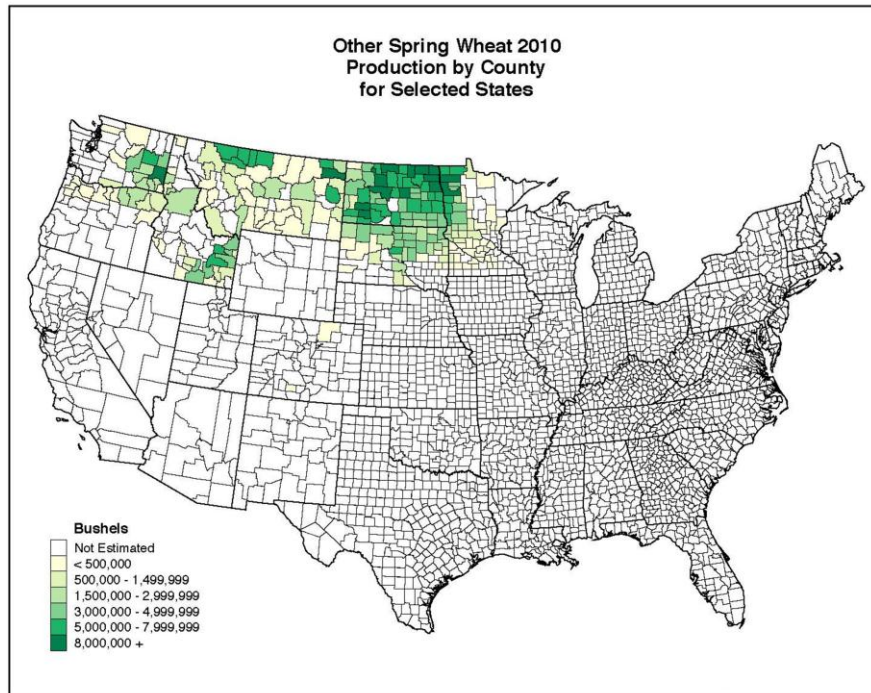 Other Spring Wheat 2010
Production by County
for Selected States
Bushels
Not Estimated
< 500,000
500,000 - 1,499,999
1,500,000 - 2,999,999
3,000,000 - 4,999,999
5,000,000 - 7,999,999
8,000,000 +